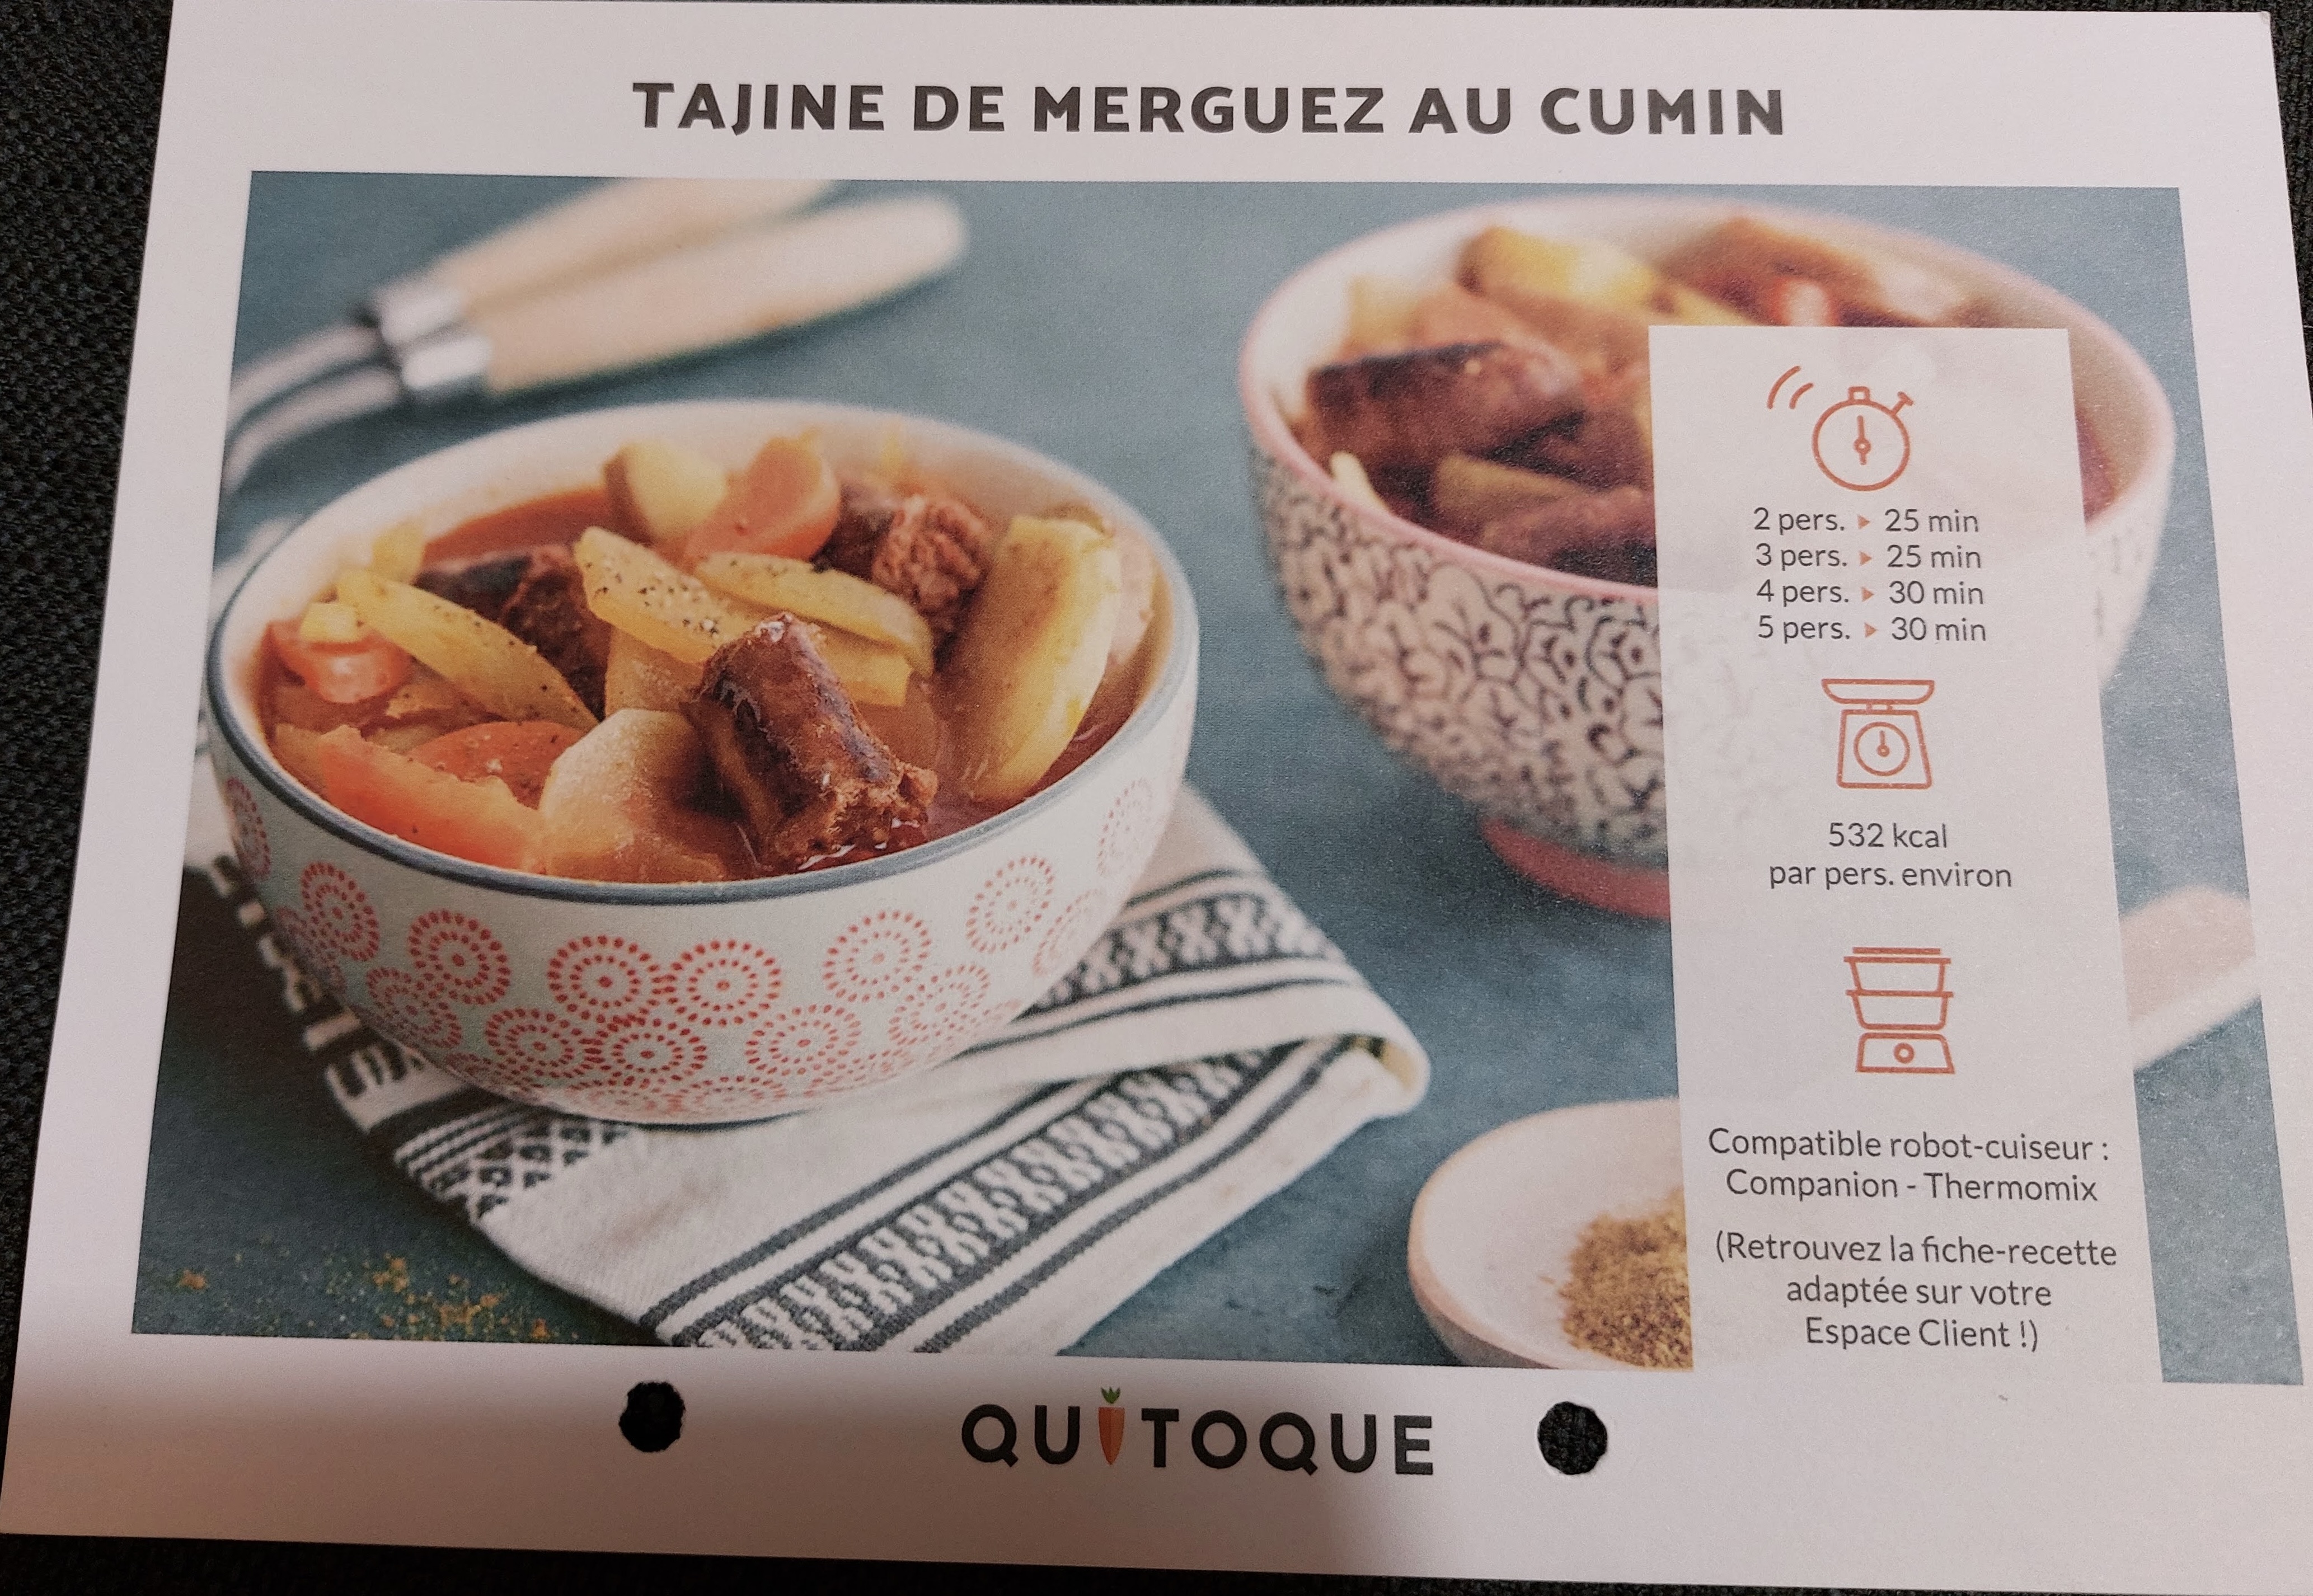 TAJINE DE MERGUEZ AU CUMIN
2 pers. ▸ 25 min
3 pers. ▸ 25 min
4 pers. ▸ 30 min
5 pers. ▸ 30 min
532 kcal
par pers. environ
Compatible robot-cuiseur :
Companion - Thermomix
(Retrouvez la fiche-recette
adaptée sur votre
Espace Client !)
QUITOQUE